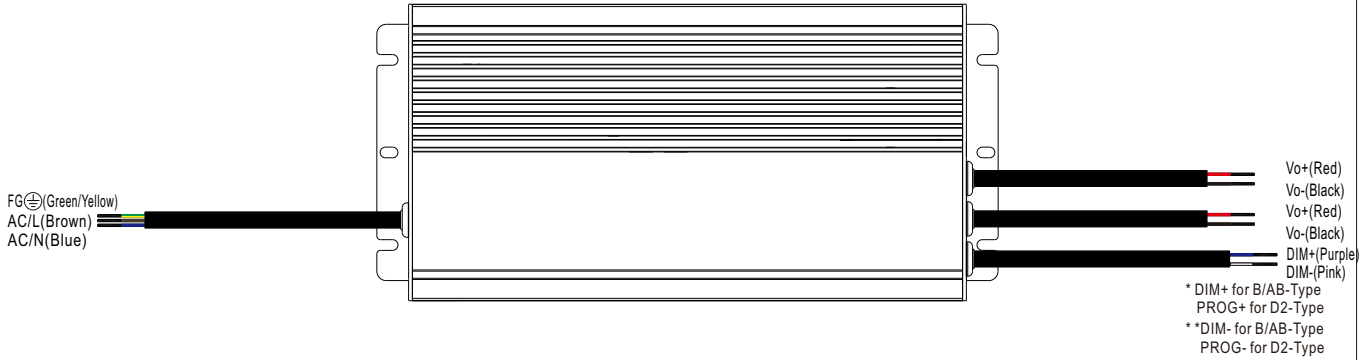 FG⏚(Green/Yellow)
AC/L(Brown)
AC/N(Blue)
Vo+(Red)
Vo-(Black)
Vo+(Red)
Vo-(Black)
DIM+(Purple)
DIM-(Pink)
* DIM+ for B/AB-Type
PROG+ for D2-Type
* *DIM- for B/AB-Type
PROG- for D2-Type